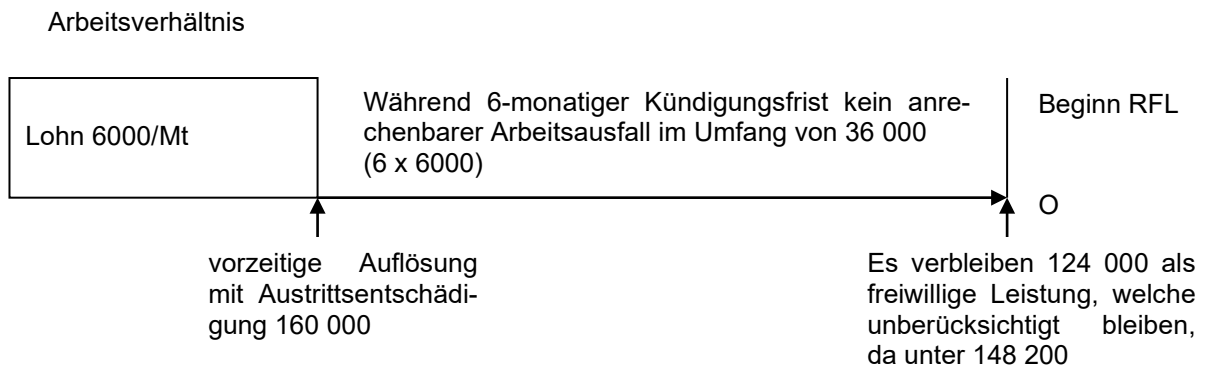 Arbeitsverhältnis
Lohn 6000/Mt
Während 6-monatiger Kündigungsfrist kein anre-
chenbarer Arbeitsausfall im Umfang von 36 000
(6 x 6000)
Beginn RFL
O
vorzeitige Auflösung
mit Austrittsentschädi-
gung 160 000
Es verbleiben 124 000 als
freiwillige Leistung, welche
unberücksichtigt bleiben,
da unter 148 200